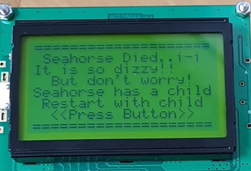 ====================
Seahorse Died..i-i
It is so dizzy!!
But don't worry!
Seahorse has a child
Restart with child
<<Press Button>>
====================